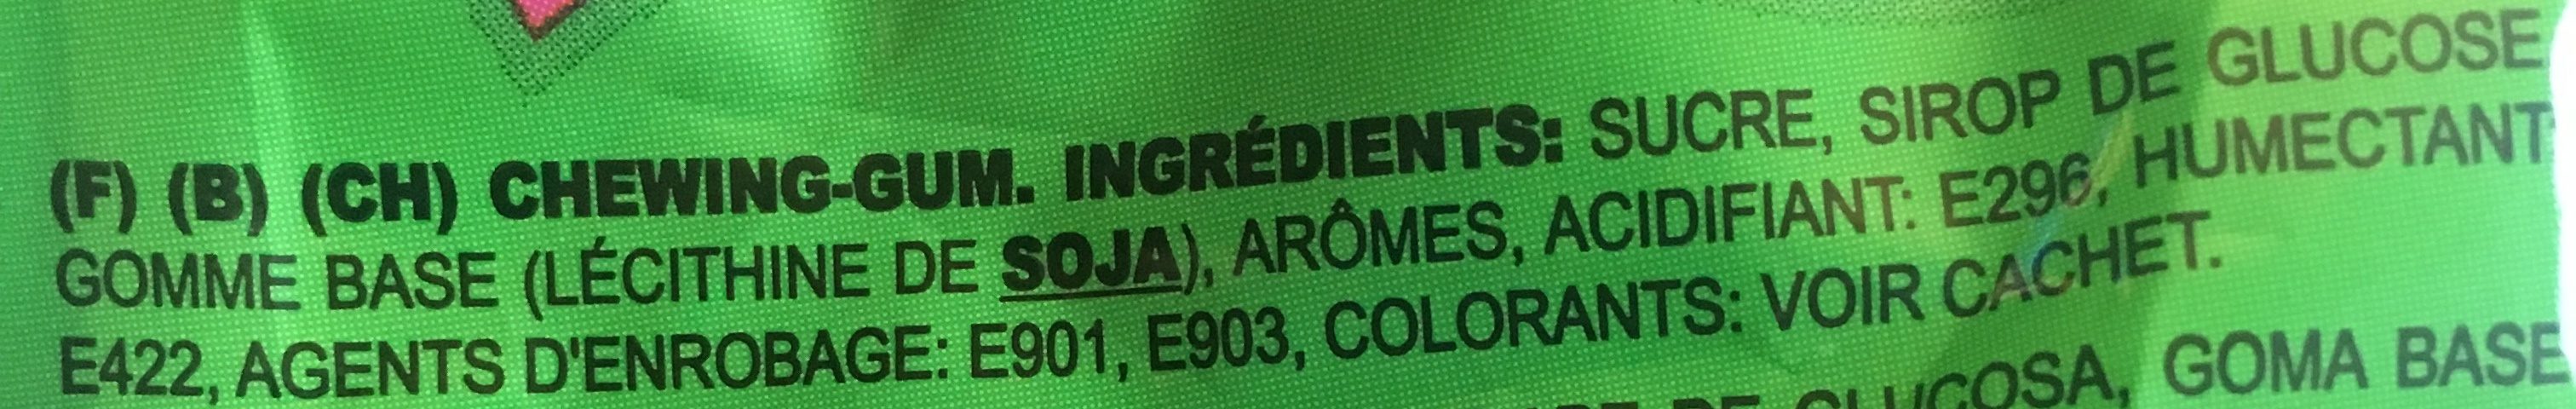 (F) (B) (CH) CHEWING-GUM. INGRÉDIENTS: SUCRE, SIROP DE GLUCOSE
GOMME BASE (LÉCITHINE DE SOJA), ARÔMES, ACIDIFIANT: E296, HUMECTANT
E422, AGENTS D'ENROBAGE: E901, E903, COLORANTS: VOIR CACHET.
DE GLUCOSA, GOMA BASE